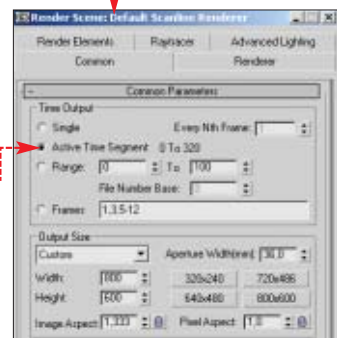 Render Scene: Default Scanline Renderer
Render Elements Raytracer Advanced Lighting
Common Renderer
- Common Parameters
Time Output
Single Every Nth Frame: 1
Active Time Segment: 0 To 320
Range: 0 To 100
File Number Base: 0
Frames 1,3,5-12
Output Size
Custom Aperture Width(mm): 36,0
Width: 800 320x240 720x486
Height: 600 640x480 800x600
Image Aspect: 1,333 Pixel Aspect: 1,0